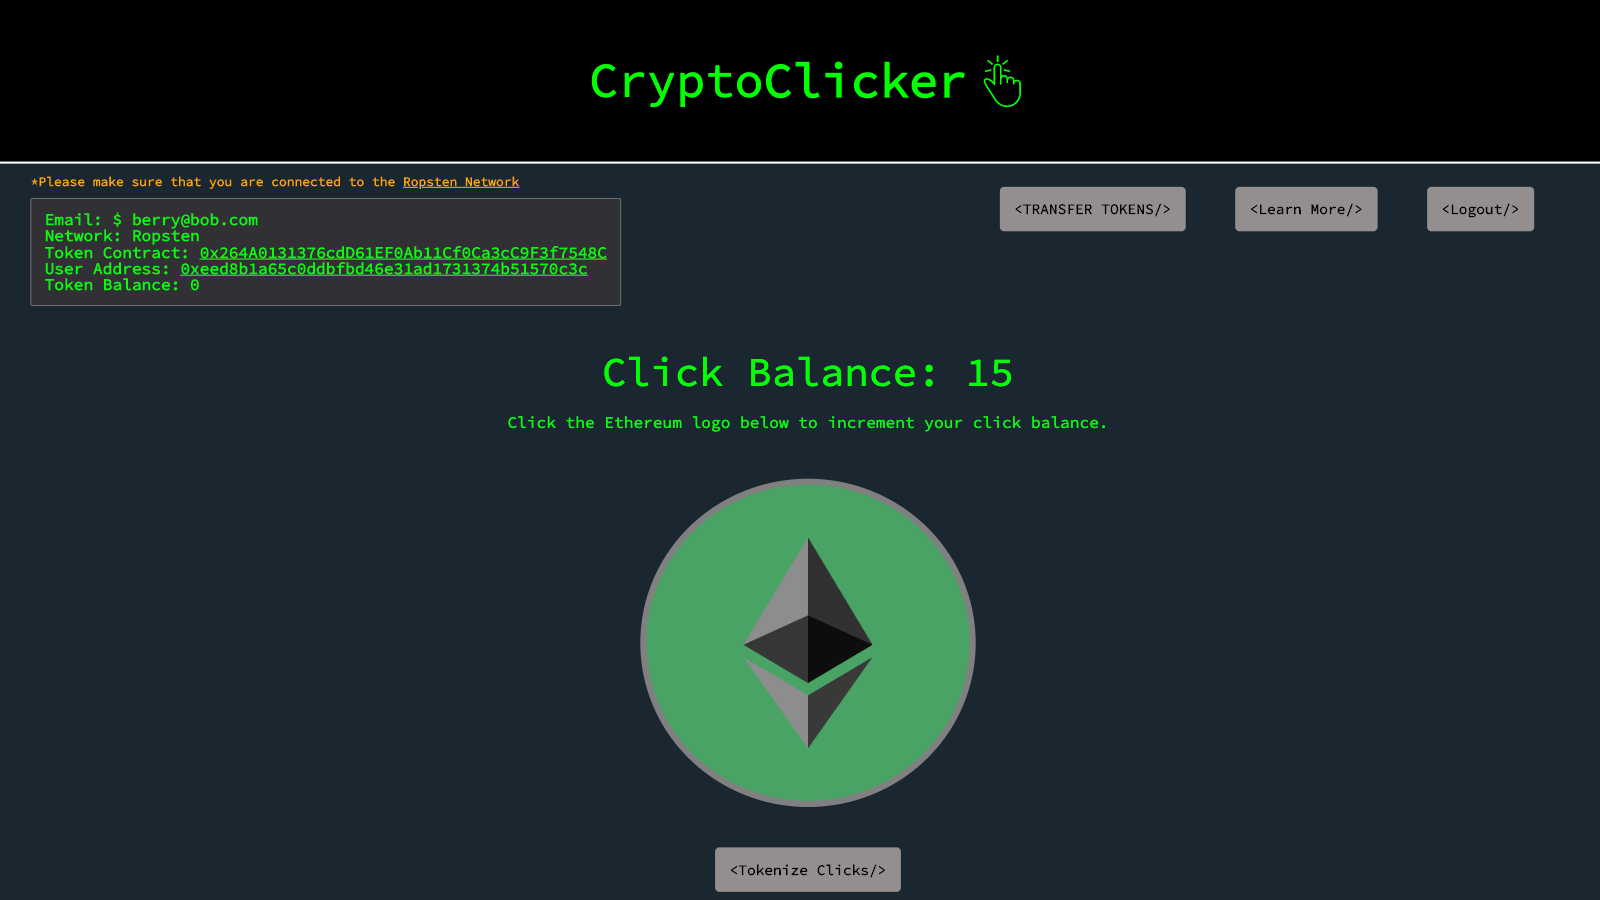 CryptoClicker
*Please make sure that you are connected to the Ropsten Network
<TRANSFER TOKENS/>
<Learn More/>
<Logout/>
Email: $ berry@bob.com
Network: Ropsten
Token Contract: 0x264A0131376cdD61EF0Ab11Cf0Ca3cC9F3f7548C
User Address: 0xeed8b1a65c0ddbfbd46e31ad1731374b51570c3c
Token Balance: 0
Click Balance: 15
Click the Ethereum logo below to increment your click balance.
<Tokenize Clicks/>